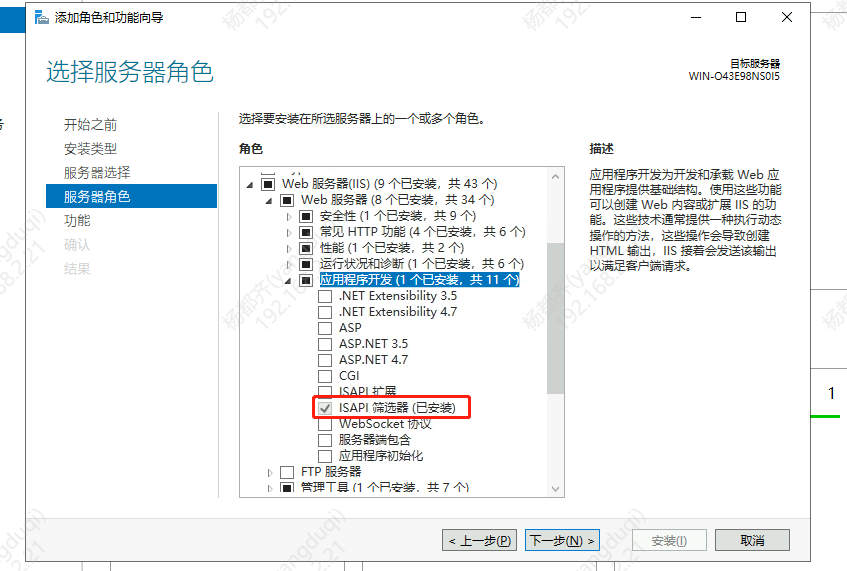 添加角色和功能向导
选择服务器角色
目标服务器
WIN-O43E98NS0I5
开始之前
安装类型
服务器选择
服务器角色
功能
确认
结果
选择要安装在所选服务器上的一个或多个角色。
角色
Web 服务器(IIS) (9 个已安装，共 43 个)
Web 服务器 (8 个已安装，共 34 个)
安全性 (1 个已安装，共 9 个)
常见 HTTP 功能 (4 个已安装，共 6 个)
性能 (1 个已安装，共 2 个)
运行状况和诊断 (1 个已安装，共 6 个)
应用程序开发 (1 个已安装，共 11 个)
.NET Extensibility 3.5
.NET Extensibility 4.7
ASP
ASP.NET 3.5
ASP.NET 4.7
CGI
ISAPI 扩展
ISAPI 筛选器 (已安装)
WebSocket 协议
服务器端包含
应用程序初始化
FTP 服务器
管理工具 (1 个已安装，共 7 个)
描述
应用程序开发为开发和承载 Web 应
用程序提供基础结构。使用这些功能
可以创建 Web 内容或扩展 IIS 的功
能。这些技术通常提供一种执行动态
操作的方法，这些操作会导致创建
HTML 输出，IIS 接着会发送该输出
以满足客户端请求。
1
< 上一步(P)
下一步(N) >
安装(I)
取消